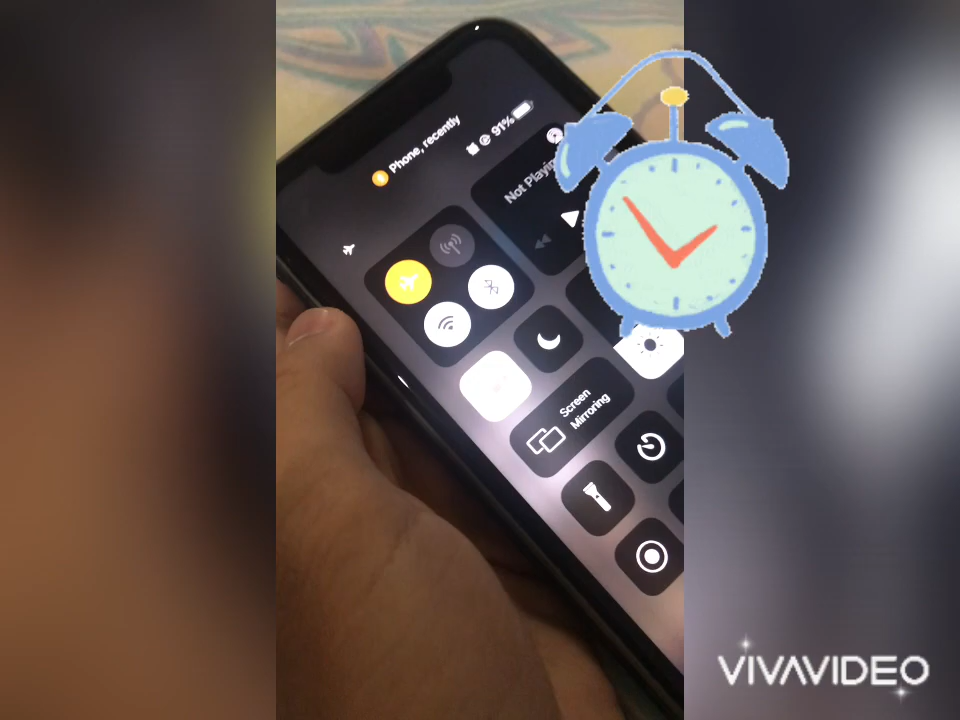 Phone, recently
91%
Not Playing
Screen
Mirroring
VIVAVIDEO